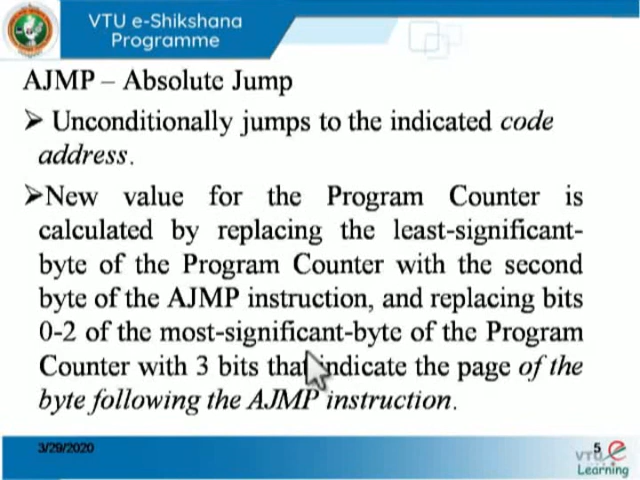 VTU e-Shikshana
Programme
AJMP – Absolute Jump
➢ Unconditionally jumps to the indicated code
address.
➢New value for the Program Counter is
calculated by replacing the least-significant-
byte of the Program Counter with the second
byte of the AJMP instruction, and replacing bits
0-2 of the most-significant-byte of the Program
Counter with 3 bits that indicate the page of the
byte following the AJMP instruction.
3/29/2020
5
VTU e
Learning